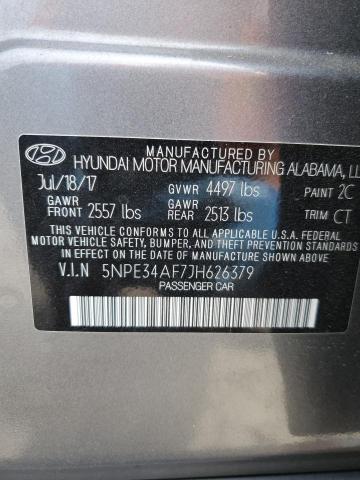 MANUFACTURED BY
HYUNDAI MOTOR MANUFACTURING ALABAMA, LL
Jul/18/17 GVWR 4497 lbs PAINT 2C
GAWR FRONT 2557 lbs GAWR REAR 2513 lbs TRIM CT
THIS VEHICLE CONFORMS TO ALL APPLICABLE U.S.A. FEDERAL
MOTOR VEHICLE SAFETY, BUMPER, AND THEFT PREVENTION
STANDARDS IN EFFECT ON THE DATE OF MANUFACTURE SHOWN ABOVE.
V.I.N 5NPE34AF7JH626379
PASSENGER CAR